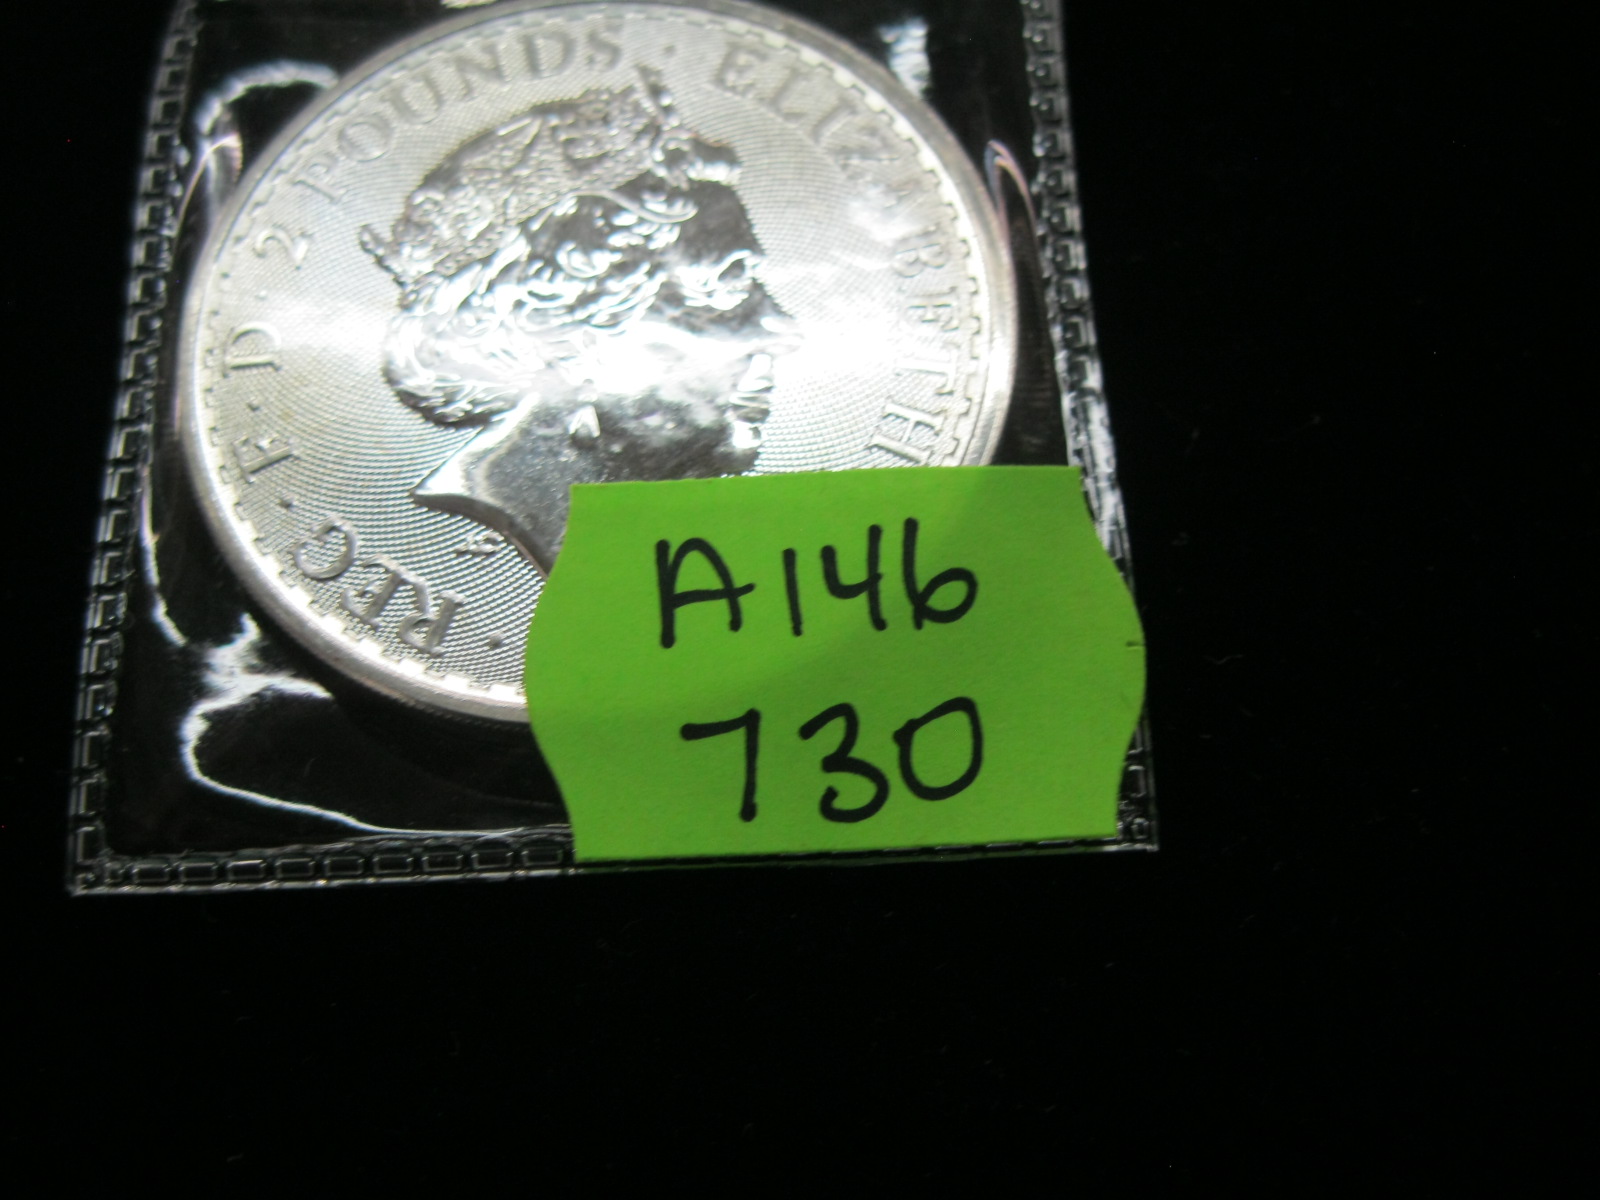 REG · F · D · 2 POUNDS · ELIZABETH
A146
730